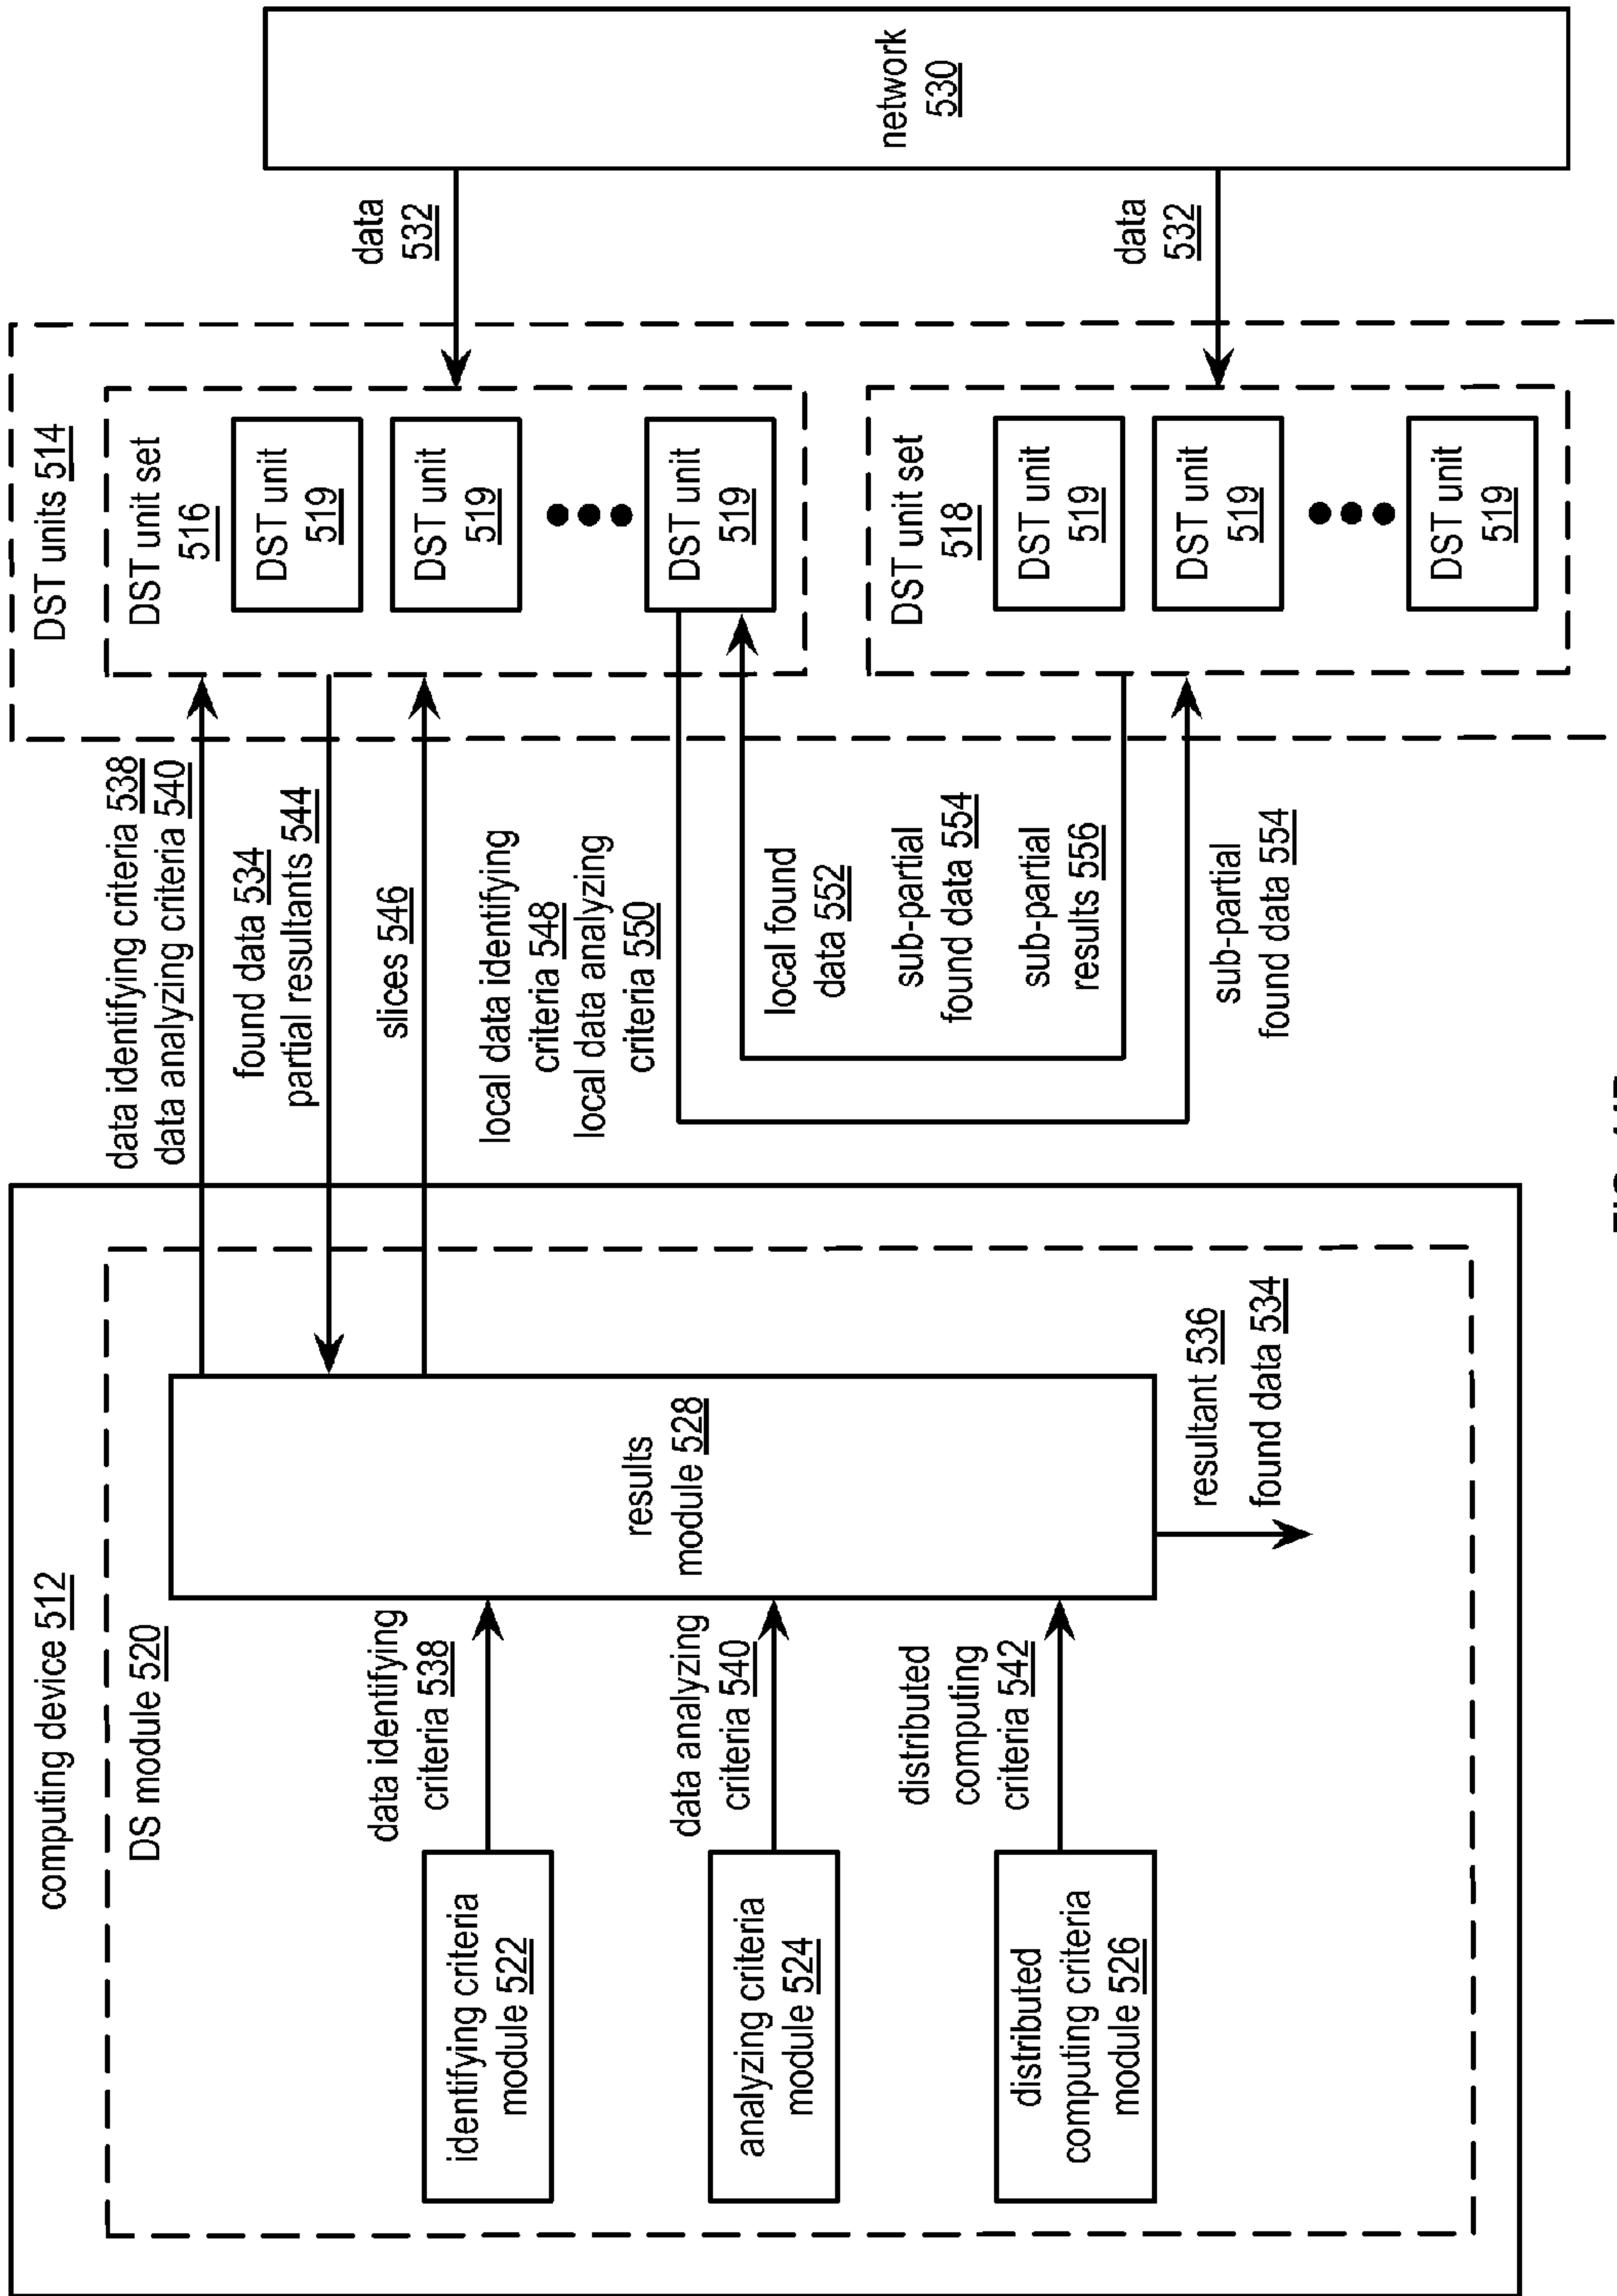 computing device 512
DS module 520
identifying criteria
module 522
data identifying
criteria 538
analyzing criteria
module 524
data analyzing
criteria 540
distributed
computing criteria
module 526
distributed
computing
criteria 542
results
module 528
resultant 536
found data 534
data identifying criteria 538
data analyzing criteria 540
found data 534
partial resultants 544
slices 546
local data identifying
criteria 548
local data analyzing
criteria 550
local found
data 552
sub-partial
found data 554
sub-partial
results 556
sub-partial
found data 554
DST units 514
DST unit set
516
DST unit
519
DST unit
519
DST unit
519
DST unit set
518
DST unit
519
DST unit
519
DST unit
519
data
532
data
532
network
530